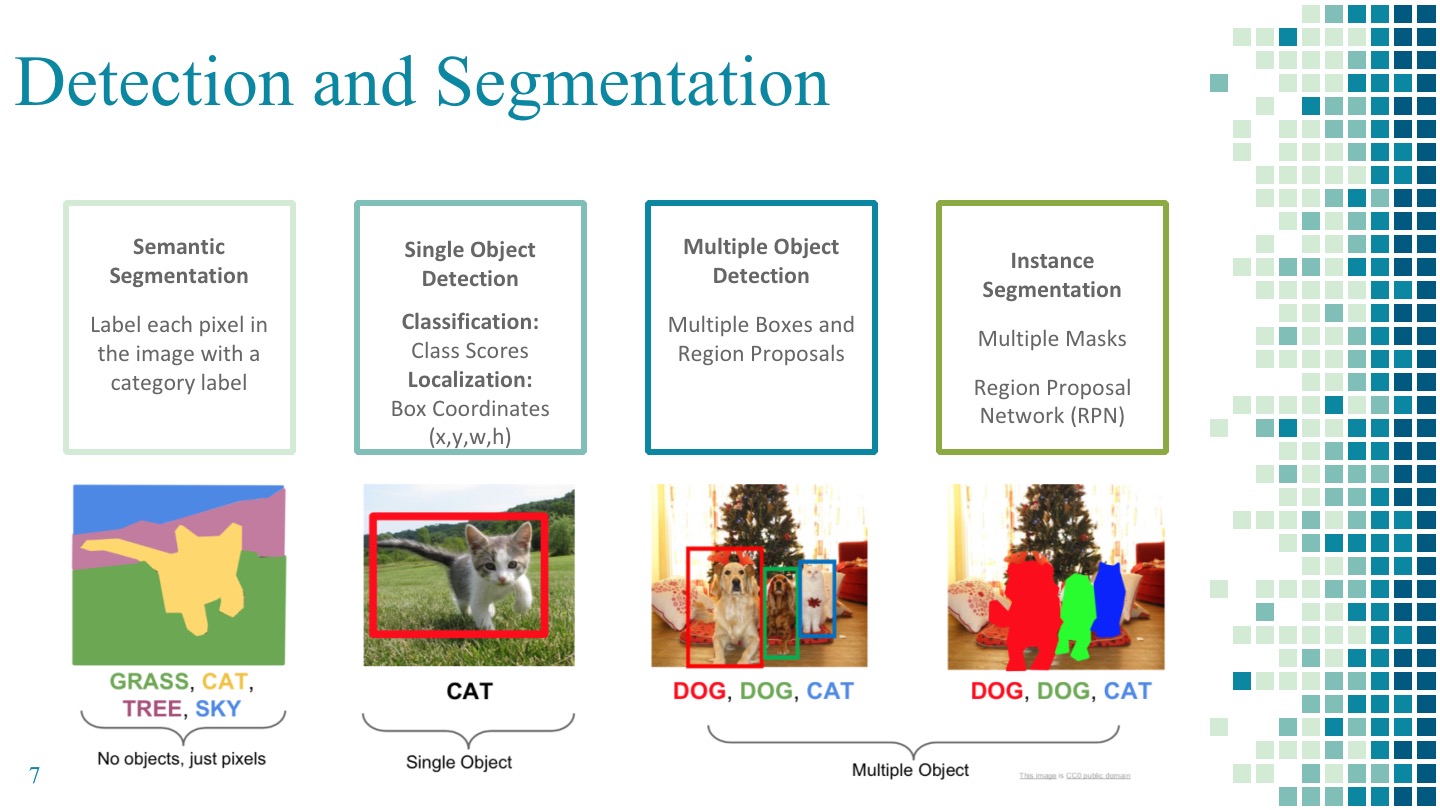 Detection and Segmentation
Semantic
Segmentation
Label each pixel in
the image with a
category label
Single Object
Detection
Classification:
Class Scores
Localization:
Box Coordinates
(x,y,w,h)
Multiple Object
Detection
Multiple Boxes and
Region Proposals
Instance
Segmentation
Multiple Masks
Region Proposal
Network (RPN)
GRASS, CAT,
TREE, SKY
No objects, just pixels
CAT
Single Object
DOG, DOG, CAT
DOG, DOG, CAT
Multiple Object
This image is CC0 public domain
7